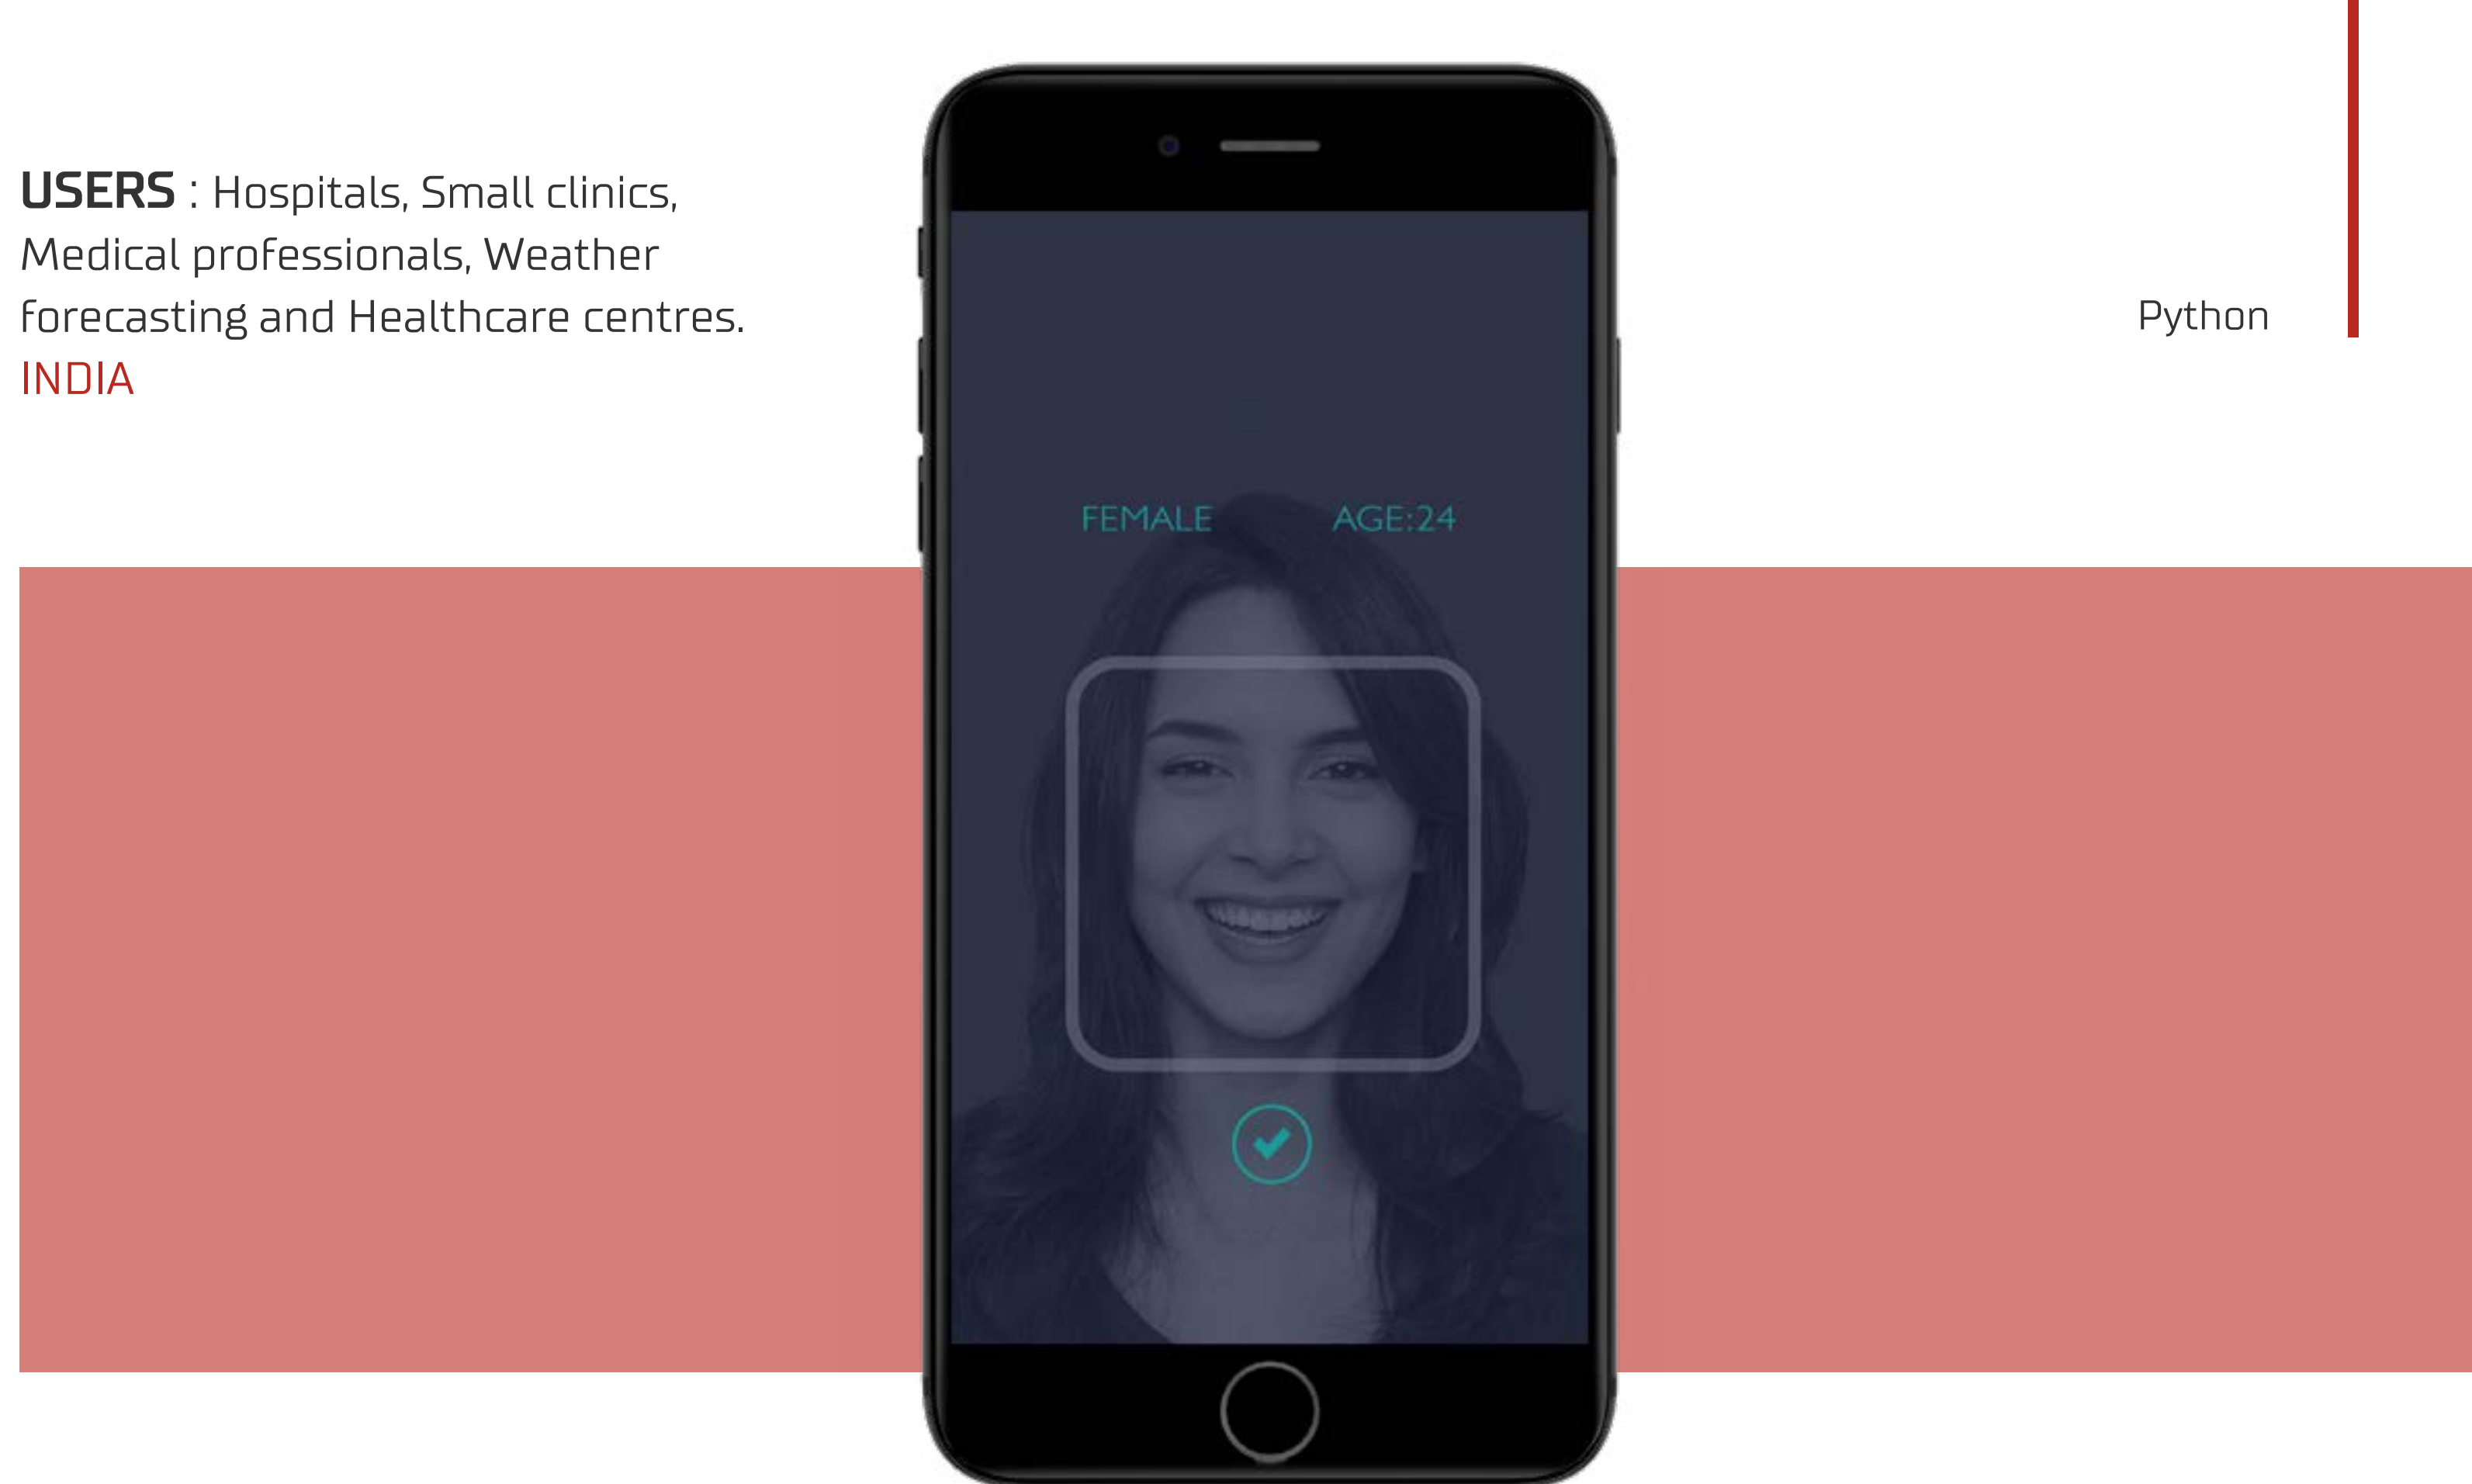 USERS : Hospitals, Small clinics,
Medical professionals, Weather
forecasting and Healthcare centres.
INDIA
Python
FEMALE
AGE:24